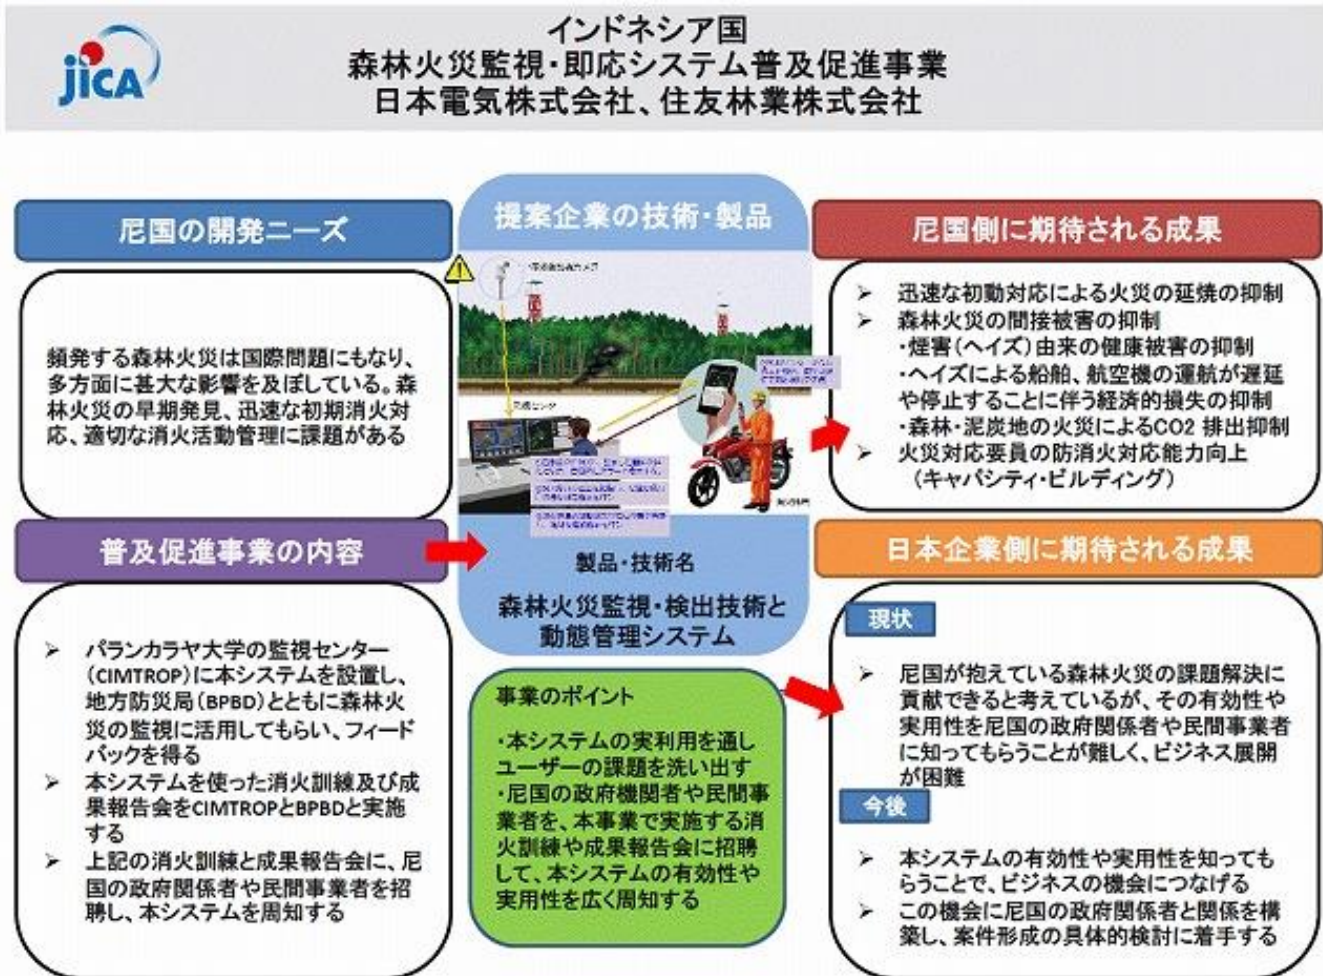 JICA
インドネシア国
森林火災監視・即応システム普及促進事業
日本電気株式会社、住友林業株式会社
尼国の開発ニーズ
頻発する森林火災は国際問題にもなり、
多方面に甚大な影響を及ぼしている。森
林火災の早期発見、迅速な初期消火対
応、適切な消火活動管理に課題がある
普及促進事業の内容
➢ パランカラヤ大学の監視センター
(CIMTROP)に本システムを設置し、
地方防災局(BPBD)とともに森林火
災の監視に活用してもらい、フィード
バックを得る
➢ 本システムを使った消火訓練及び成
果報告会をCIMTROPとBPBDと実施
する
➢ 上記の消火訓練と成果報告会に、尼
国の政府関係者や民間事業者を招
聘し、本システムを周知する
提案企業の技術・製品
製品・技術名
森林火災監視・検出技術と
動態管理システム
事業のポイント
・本システムの実利用を通し
ユーザーの課題を洗い出す
・尼国の政府機関者や民間事
業者を、本事業で実施する消
火訓練や成果報告会に招聘
して、本システムの有効性や
実用性を広く周知する
尼国側に期待される成果
➢ 迅速な初動対応による火災の延焼の抑制
➢ 森林火災の間接被害の抑制
・煙害(ヘイズ)由来の健康被害の抑制
・ヘイズによる船舶、航空機の運航が遅延
や停止することに伴う経済的損失の抑制
・森林・泥炭地の火災によるCO2 排出抑制
➢ 火災対応要員の防消火対応能力向上
(キャパシティ・ビルディング)
日本企業側に期待される成果
現状
➢ 尼国が抱えている森林火災の課題解決に
貢献できると考えているが、その有効性や
実用性を尼国の政府関係者や民間事業者
に知ってもらうことが難しく、ビジネス展開
が困難
今後
➢ 本システムの有効性や実用性を知っても
らうことで、ビジネスの機会につなげる
➢ この機会に尼国の政府関係者と関係を構
築し、案件形成の具体的検討に着手する